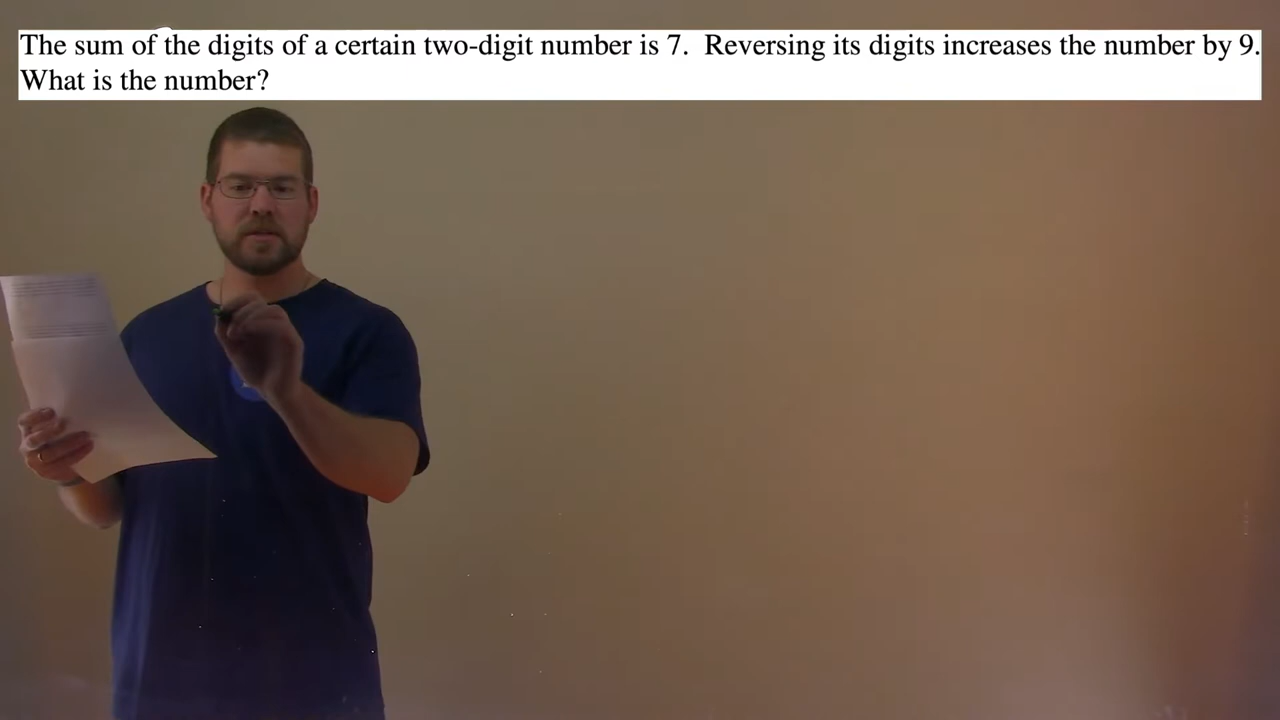 The sum of the digits of a certain two-digit number is 7. Reversing its digits increases the number by 9.
What is the number?